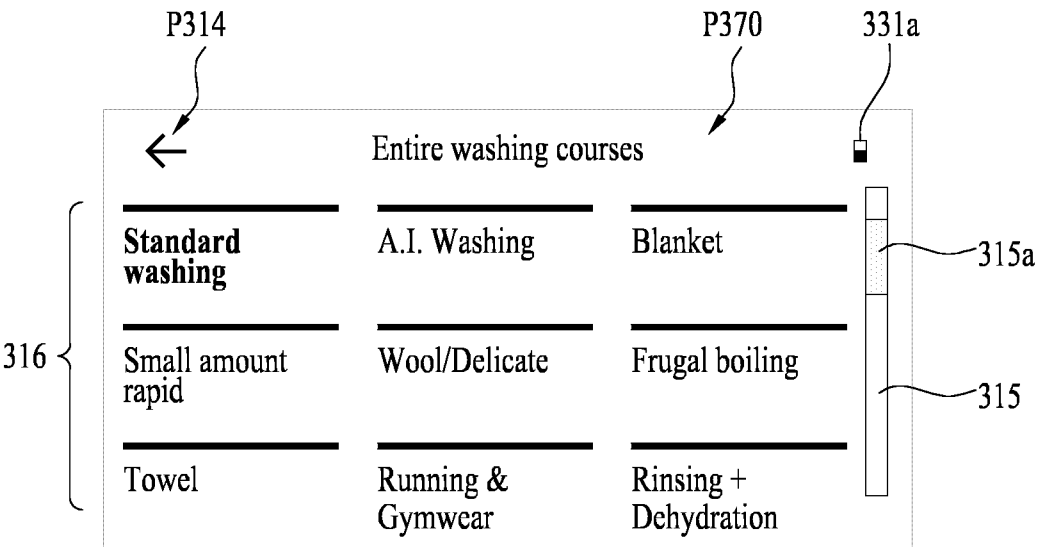 P314 P370 331a
Entire washing courses
Standard washing A.I. Washing Blanket
315a
316
Small amount rapid Wool/Delicate Frugal boiling
315
Towel Running & Gymwear Rinsing + Dehydration